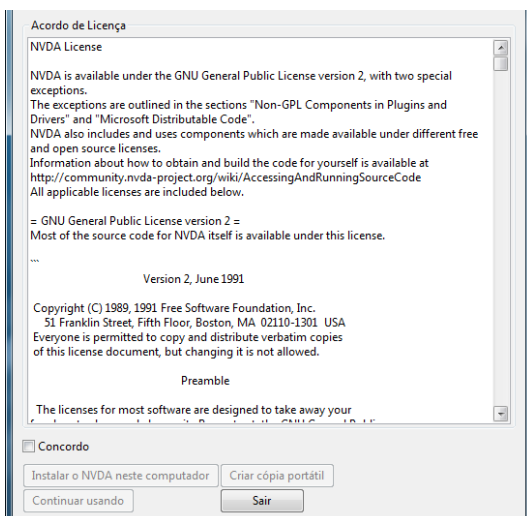 Acordo de Licença
NVDA License
NVDA is available under the GNU General Public License version 2, with two special
exceptions.
The exceptions are outlined in the sections "Non-GPL Components in Plugins and
Drivers" and "Microsoft Distributable Code".
NVDA also includes and uses components which are made available under different free
and open source licenses.
Information about how to obtain and build the code for yourself is available at
http://community.nvda-project.org/wiki/AccessingAndRunningSourceCode
All applicable licenses are included below.
= GNU General Public License version 2 =
Most of the source code for NVDA itself is available under this license.
```
Version 2, June 1991
Copyright (C) 1989, 1991 Free Software Foundation, Inc.
51 Franklin Street, Fifth Floor, Boston, MA 02110-1301 USA
Everyone is permitted to copy and distribute verbatim copies
of this license document, but changing it is not allowed.
Preamble
The licenses for most software are designed to take away your
Concordo
Instalar o NVDA neste computador Criar cópia portátil
Continuar usando Sair